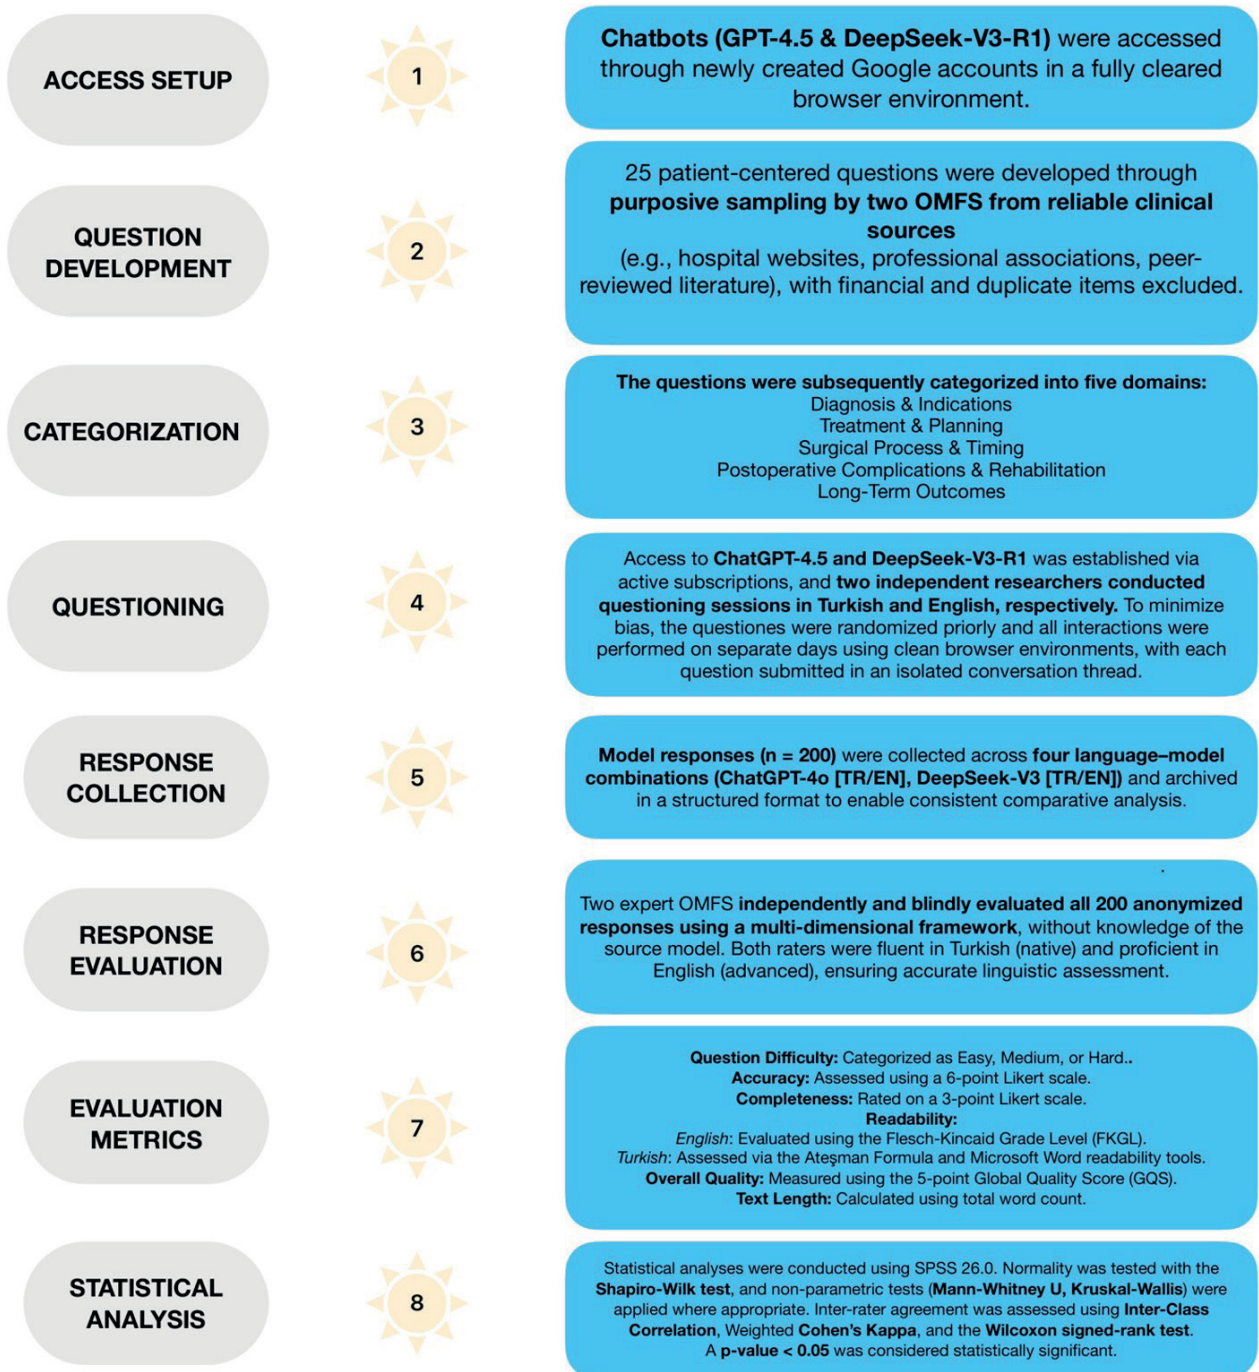 ACCESS SETUP
1
Chatbots (GPT-4.5 & DeepSeek-V3-R1) were accessed
through newly created Google accounts in a fully cleared
browser environment.
QUESTION
DEVELOPMENT
2
25 patient-centered questions were developed through
purposive sampling by two OMFS from reliable clinical
sources
(e.g., hospital websites, professional associations, peer-
reviewed literature), with financial and duplicate items excluded.
CATEGORIZATION
3
The questions were subsequently categorized into five domains:
Diagnosis & Indications
Treatment & Planning
Surgical Process & Timing
Postoperative Complications & Rehabilitation
Long-Term Outcomes
QUESTIONING
4
Access to ChatGPT-4.5 and DeepSeek-V3-R1 was established via
active subscriptions, and two independent researchers conducted
questioning sessions in Turkish and English, respectively. To minimize
bias, the questiones were randomized priorly and all interactions were
performed on separate days using clean browser environments, with each
question submitted in an isolated conversation thread.
RESPONSE
COLLECTION
5
Model responses (n = 200) were collected across four language–model
combinations (ChatGPT-4o [TR/EN], DeepSeek-V3 [TR/EN]) and archived
in a structured format to enable consistent comparative analysis.
RESPONSE
EVALUATION
6
Two expert OMFS independently and blindly evaluated all 200 anonymized
responses using a multi-dimensional framework, without knowledge of the
source model. Both raters were fluent in Turkish (native) and proficient in
English (advanced), ensuring accurate linguistic assessment.
EVALUATION
METRICS
7
Question Difficulty: Categorized as Easy, Medium, or Hard..
Accuracy: Assessed using a 6-point Likert scale.
Completeness: Rated on a 3-point Likert scale.
Readability:
English: Evaluated using the Flesch-Kincaid Grade Level (FKGL).
Turkish: Assessed via the Ateşman Formula and Microsoft Word readability tools.
Overall Quality: Measured using the 5-point Global Quality Score (GQS).
Text Length: Calculated using total word count.
STATISTICAL
ANALYSIS
8
Statistical analyses were conducted using SPSS 26.0. Normality was tested with the
Shapiro-Wilk test, and non-parametric tests (Mann-Whitney U, Kruskal-Wallis) were
applied where appropriate. Inter-rater agreement was assessed using Inter-Class
Correlation, Weighted Cohen's Kappa, and the Wilcoxon signed-rank test.
A p-value < 0.05 was considered statistically significant.